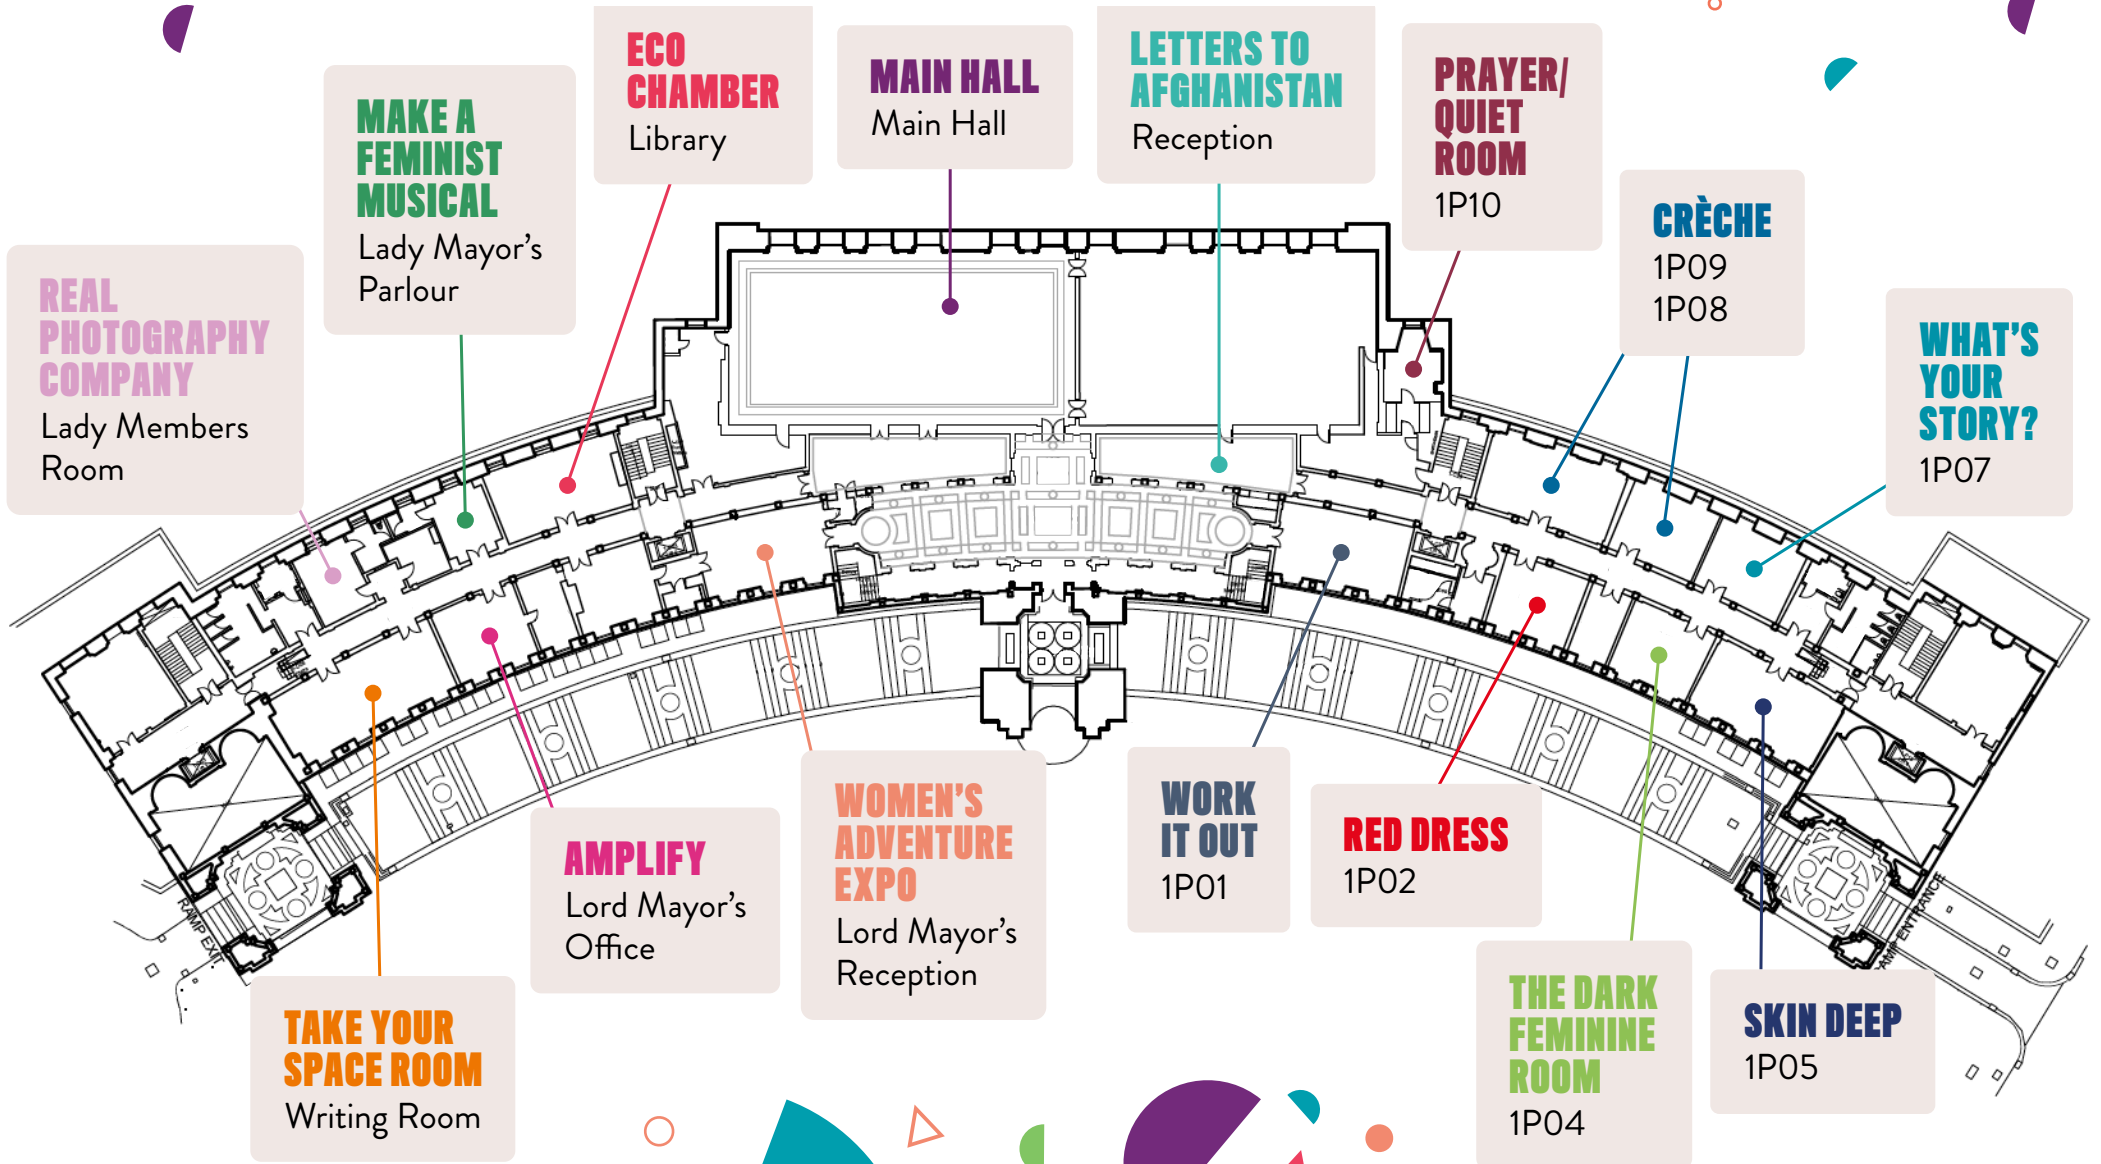 ECO
CHAMBER
Library
MAIN HALL
Main Hall
LETTERS TO
AFGHANISTAN
Reception
PRAYER/
QUIET
ROOM
1P10
MAKE A
FEMINIST
MUSICAL
Lady Mayor's
Parlour
CRÈCHE
1P09
1P08
REAL
PHOTOGRAPHY
COMPANY
Lady Members
Room
WHAT'S
YOUR
STORY?
1P07
WOMEN'S
ADVENTURE
EXPO
Lord Mayor's
Reception
WORK
IT OUT
1P01
RED DRESS
1P02
AMPLIFY
Lord Mayor's
Office
RAMP EXIT
RAMP ENTRANCE
TAKE YOUR
SPACE ROOM
Writing Room
THE DARK
FEMININE
ROOM
1P04
SKIN DEEP
1P05